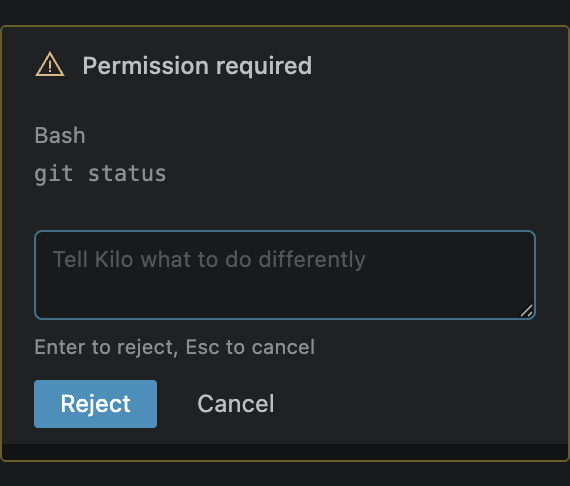 Permission required
Bash
git status
Tell Kilo what to do differently
Enter to reject, Esc to cancel
Reject
Cancel